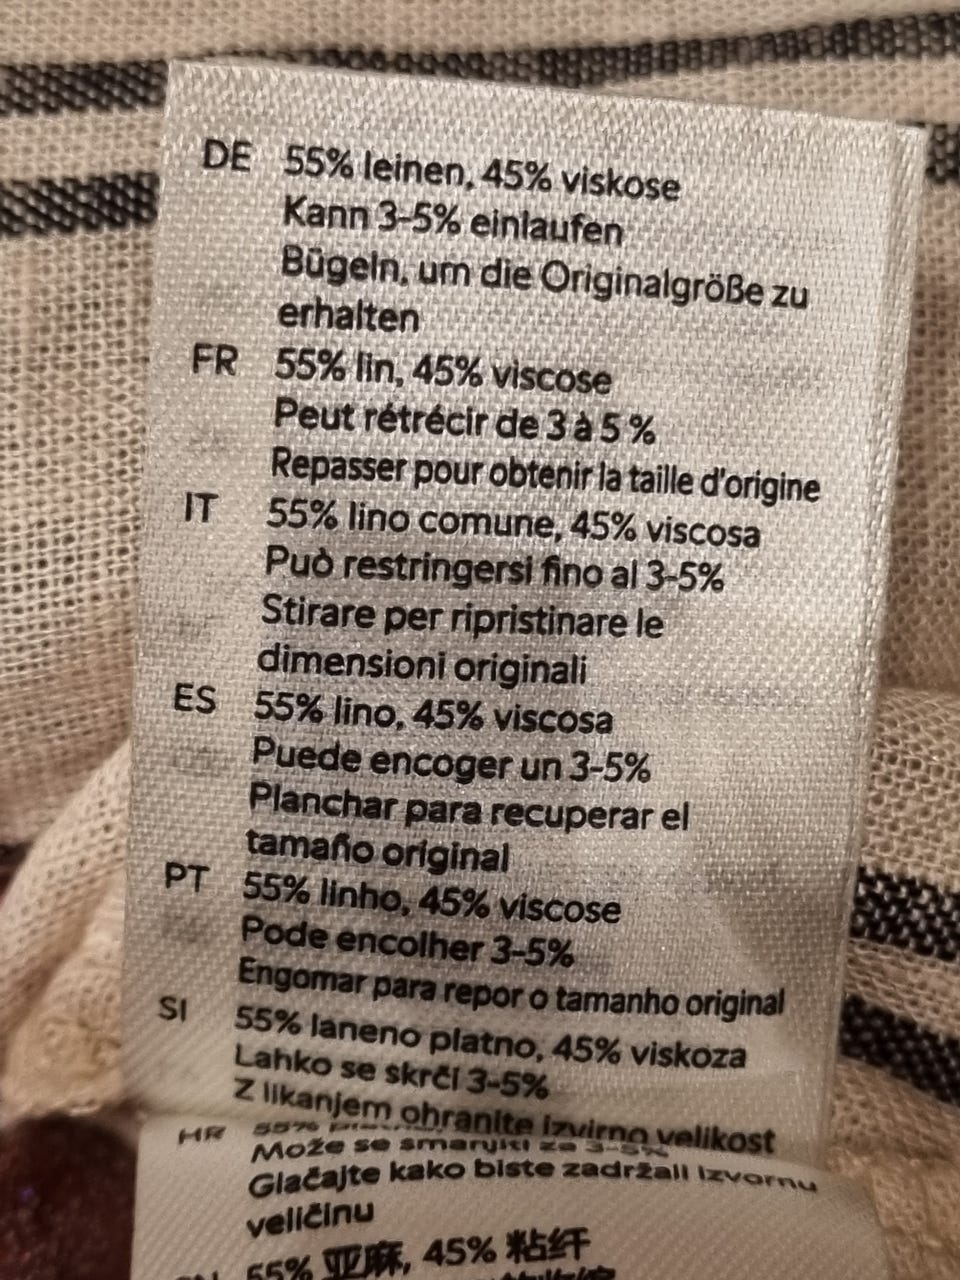 DE 55% leinen, 45% viskose
Kann 3-5% einlaufen
Bügeln, um die Originalgröße zu
erhalten
FR 55% lin, 45% viscose
Peut rétrécir de 3 à 5 %
Repasser pour obtenir la taille d'origine
IT 55% lino comune, 45% viscosa
Può restringersi fino al 3-5%
Stirare per ripristinare le
dimensioni originali
ES 55% lino, 45% viscosa
Puede encoger un 3-5%
Planchar para recuperar el
tamaño original
PT 55% linho, 45% viscose
Pode encolher 3-5%
Engomar para repor o tamanho original
SI 55% laneno platno, 45% viskoza
Lahko se skrči 3-5%
Z likanjem ohranite izvirno velikost
HR 55%
Može se smanjiti za 3-5%
Glačajte kako biste zadržali izvornu
veličinu
55% 亚麻, 45% 粘纤